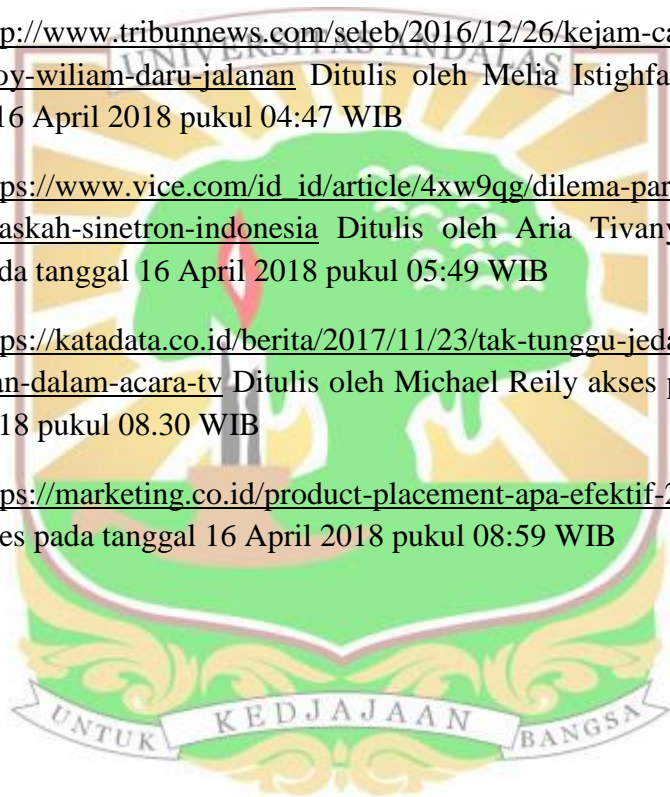 p://www.tribunnews.com/seleb/2016/12/26/kejam-ca
UNIVERSITAS ANDALAS
oy-wiliam-daru-jalanan Ditulis oleh Melia Istighfa
16 April 2018 pukul 04:47 WIB
ps://www.vice.com/id_id/article/4xw9qg/dilema-par
askah-sinetron-indonesia Ditulis oleh Aria Tivany
da tanggal 16 April 2018 pukul 05:49 WIB
ps://katadata.co.id/berita/2017/11/23/tak-tunggu-jeda
an-dalam-acara-tv Ditulis oleh Michael Reily akses p
18 pukul 08.30 WIB
ps://marketing.co.id/product-placement-apa-efektif-2
es pada tanggal 16 April 2018 pukul 08:59 WIB
UNTUK KEDJAJAAN BANGSA